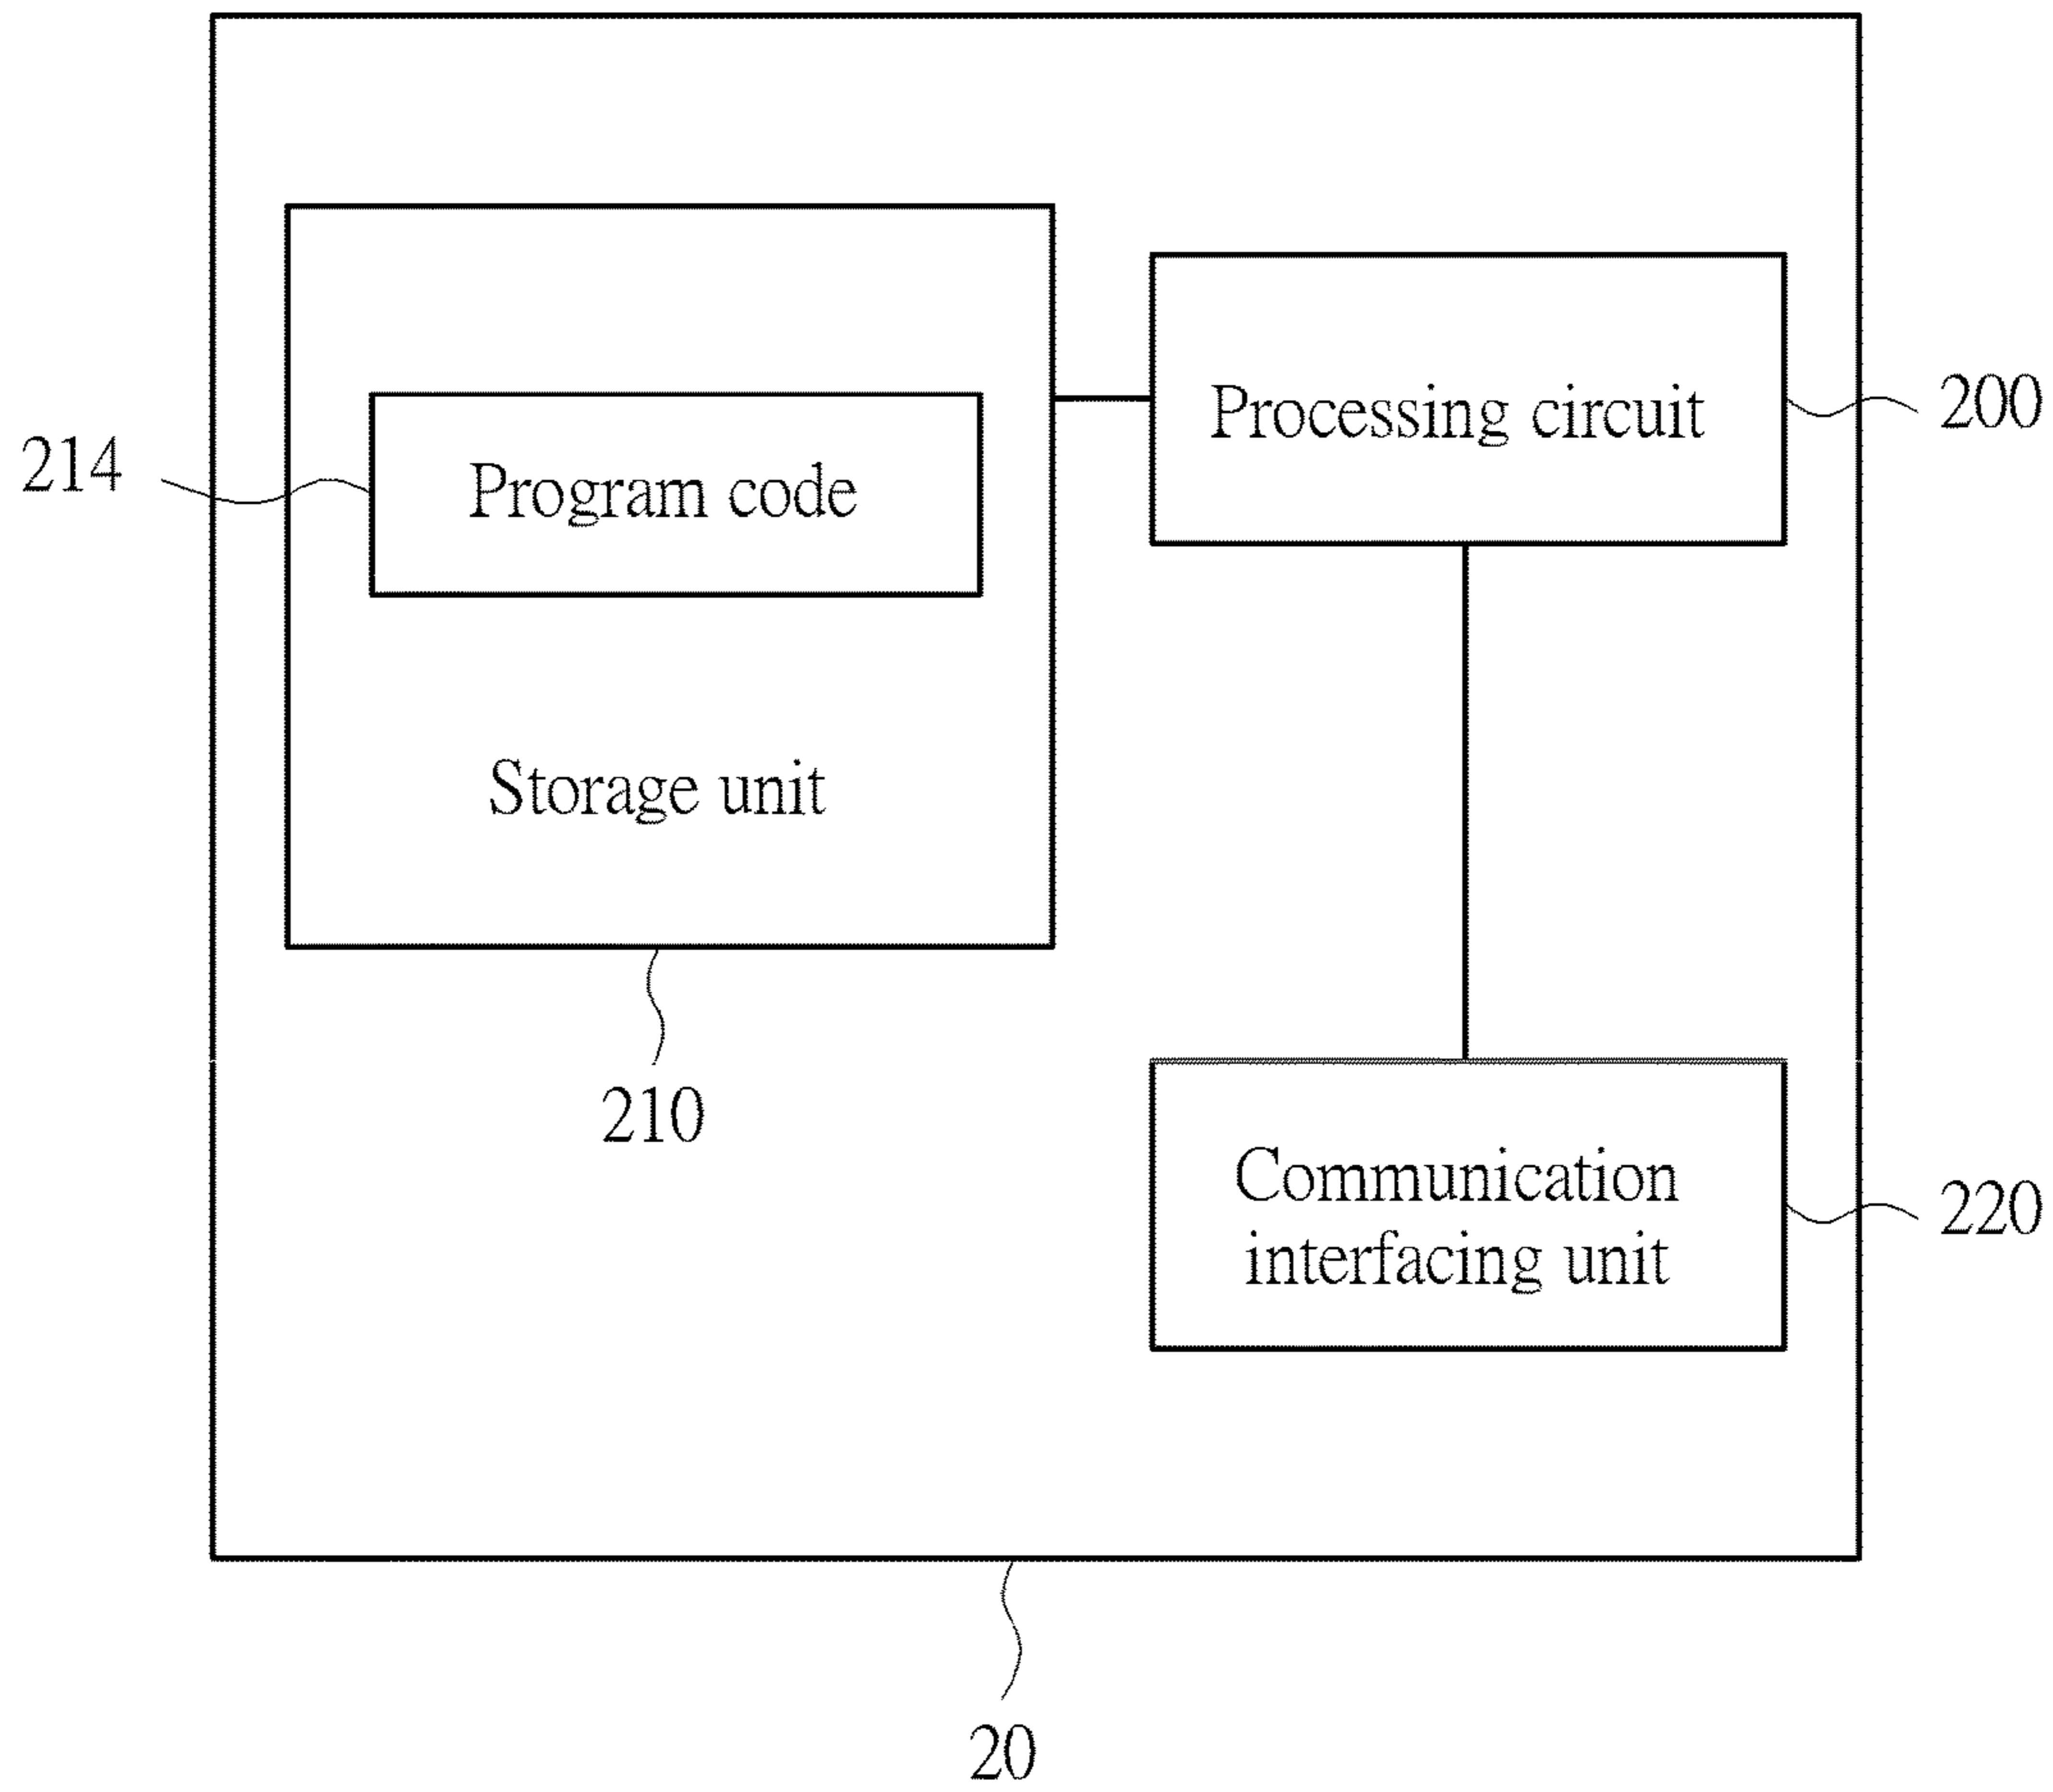 Processing circuit
200
214
Program code
Storage unit
210
Communication
interfacing unit
220
20